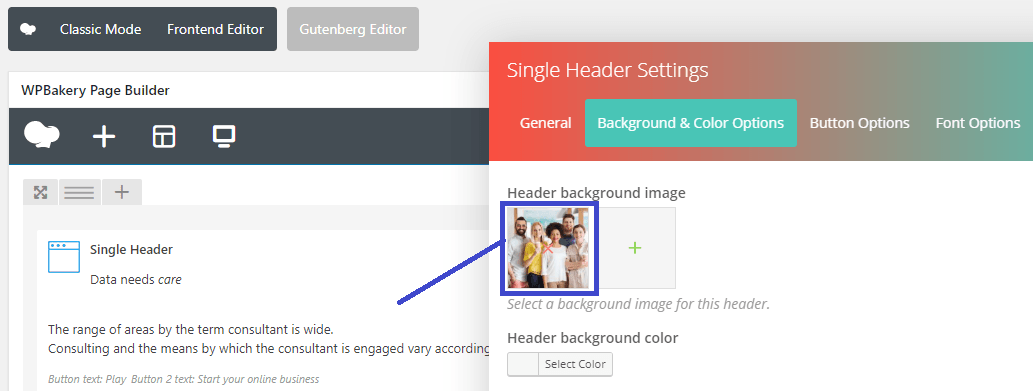 Classic Mode Frontend Editor Gutenberg Editor
WPBakery Page Builder
Single Header
Data needs care
The range of areas by the term consultant is wide.
Consulting and the means by which the consultant is engaged vary according
Button text: Play Button 2 text: Start your online business
Single Header Settings
General Background & Color Options Button Options Font Options
Header background image
Select a background image for this header.
Header background color
Select Color